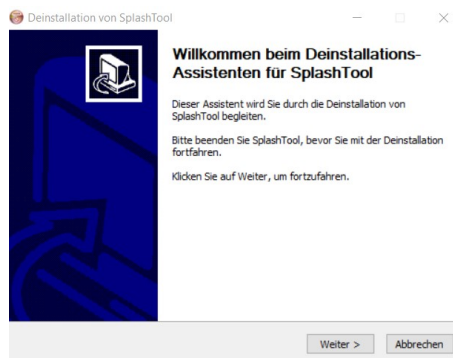 Deinstallation von SplashTool
Willkommen beim Deinstallations-
Assistenten für SplashTool
Dieser Assistent wird Sie durch die Deinstallation von
SplashTool begleiten.
Bitte beenden Sie SplashTool, bevor Sie mit der Deinstallation
fortfahren.
Klicken Sie auf Weiter, um fortzufahren.
Weiter >
Abbrechen